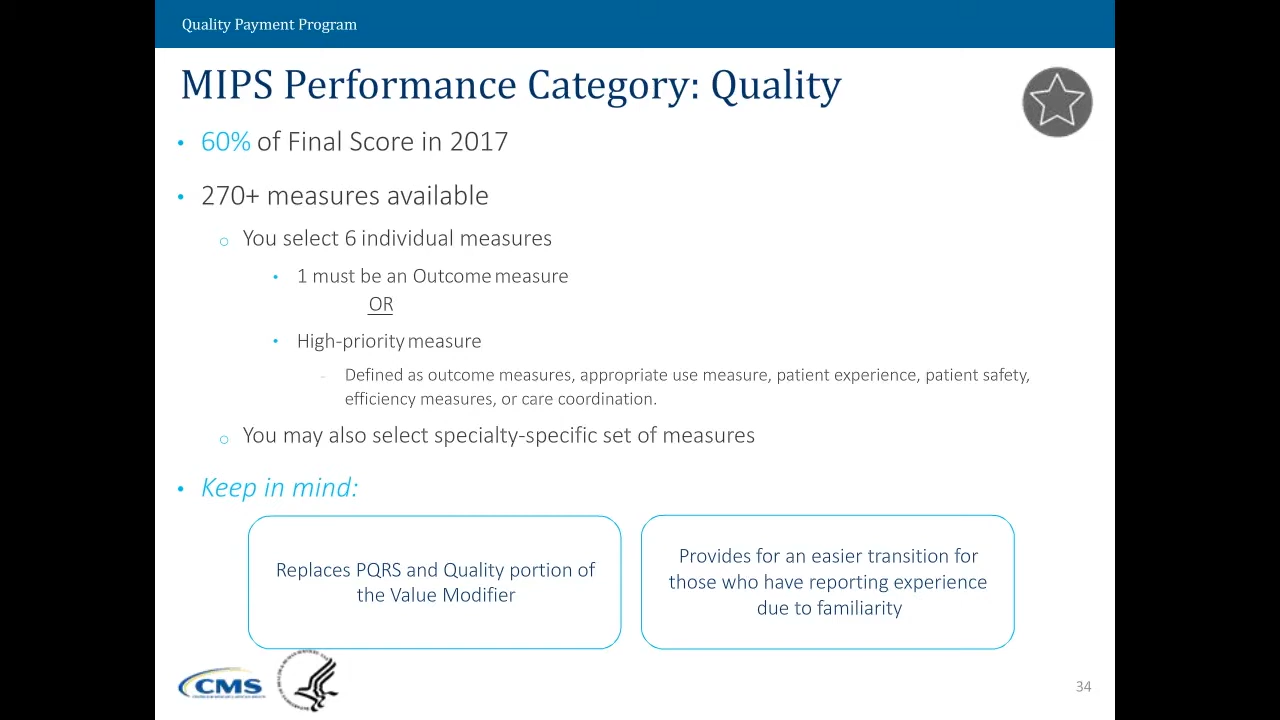 Quality Payment Program
MIPS Performance Category: Quality
• 60% of Final Score in 2017
• 270+ measures available
o You select 6 individual measures
• 1 must be an Outcome measure
OR
• High-priority measure
- Defined as outcome measures, appropriate use measure, patient experience, patient safety,
efficiency measures, or care coordination.
o You may also select specialty-specific set of measures
• Keep in mind:
Replaces PQRS and Quality portion of
the Value Modifier
Provides for an easier transition for
those who have reporting experience
due to familiarity
CMS
34